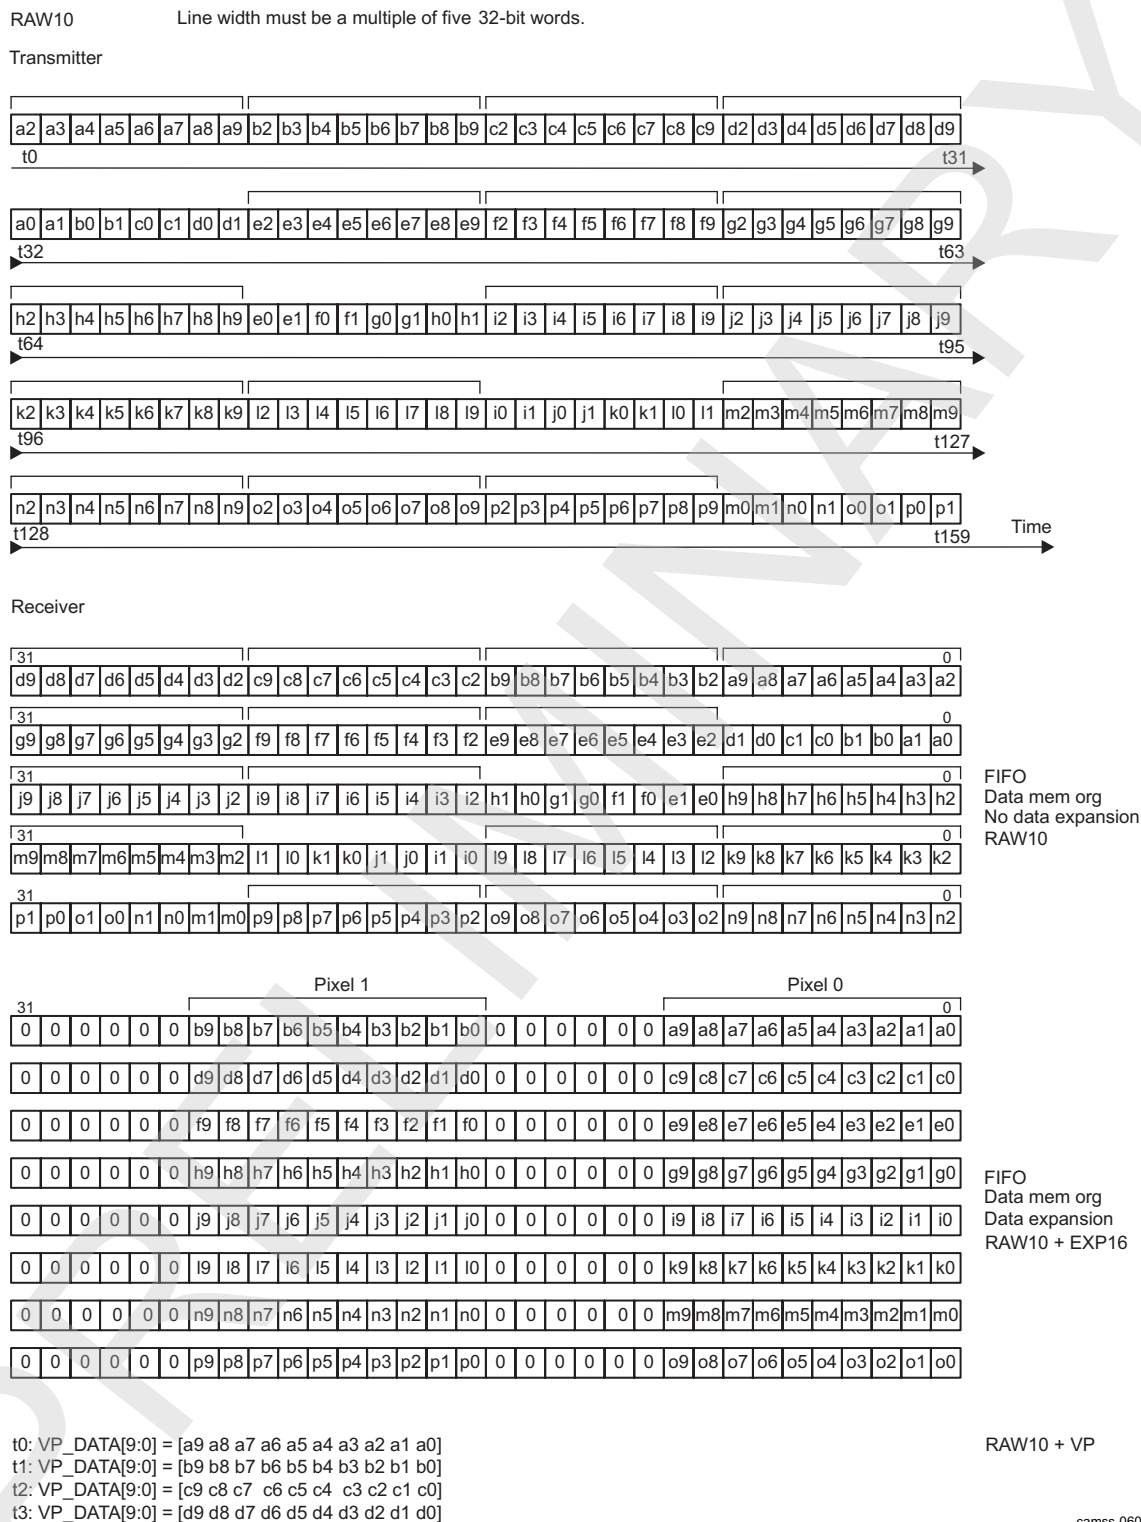 RAW10 Line width must be a multiple of five 32-bit words.
Transmitter
a2 a3 a4 a5 a6 a7 a8 a9 b2 b3 b4 b5 b6 b7 b8 b9 c2 c3 c4 c5 c6 c7 c8 c9 d2 d3 d4 d5 d6 d7 d8 d9
t0 t31
a0 a1 b0 b1 c0 c1 d0 d1 e2 e3 e4 e5 e6 e7 e8 e9 f2 f3 f4 f5 f6 f7 f8 f9 g2 g3 g4 g5 g6 g7 g8 g9
t32 t63
h2 h3 h4 h5 h6 h7 h8 h9 e0 e1 f0 f1 g0 g1 h0 h1 i2 i3 i4 i5 i6 i7 i8 i9 j2 j3 j4 j5 j6 j7 j8 j9
t64 t95
k2 k3 k4 k5 k6 k7 k8 k9 l2 l3 l4 l5 l6 l7 l8 l9 i0 i1 j0 j1 k0 k1 l0 l1 m2 m3 m4 m5 m6 m7 m8 m9
t96 t127
n2 n3 n4 n5 n6 n7 n8 n9 o2 o3 o4 o5 o6 o7 o8 o9 p2 p3 p4 p5 p6 p7 p8 p9 m0 m1 n0 n1 o0 o1 p0 p1
t128 t159 Time
Receiver
31 0
d9 d8 d7 d6 d5 d4 d3 d2 c9 c8 c7 c6 c5 c4 c3 c2 b9 b8 b7 b6 b5 b4 b3 b2 a9 a8 a7 a6 a5 a4 a3 a2
31 0
g9 g8 g7 g6 g5 g4 g3 g2 f9 f8 f7 f6 f5 f4 f3 f2 e9 e8 e7 e6 e5 e4 e3 e2 d1 d0 c1 c0 b1 b0 a1 a0
31 0
j9 j8 j7 j6 j5 j4 j3 j2 i9 i8 i7 i6 i5 i4 i3 i2 h1 h0 g1 g0 f1 f0 e1 e0 h9 h8 h7 h6 h5 h4 h3 h2
31 0
m9 m8 m7 m6 m5 m4 m3 m2 l1 l0 k1 k0 j1 j0 i1 i0 l9 l8 l7 l6 l5 l4 l3 l2 k9 k8 k7 k6 k5 k4 k3 k2
31 0
p1 p0 o1 o0 n1 n0 m1 m0 p9 p8 p7 p6 p5 p4 p3 p2 o9 o8 o7 o6 o5 o4 o3 o2 n9 n8 n7 n6 n5 n4 n3 n2
FIFO
Data mem org
No data expansion
RAW10
Pixel 1 Pixel 0
31 0
0 0 0 0 0 0 b9 b8 b7 b6 b5 b4 b3 b2 b1 b0 0 0 0 0 0 0 a9 a8 a7 a6 a5 a4 a3 a2 a1 a0
0 0 0 0 0 0 d9 d8 d7 d6 d5 d4 d3 d2 d1 d0 0 0 0 0 0 0 c9 c8 c7 c6 c5 c4 c3 c2 c1 c0
0 0 0 0 0 0 f9 f8 f7 f6 f5 f4 f3 f2 f1 f0 0 0 0 0 0 0 e9 e8 e7 e6 e5 e4 e3 e2 e1 e0
0 0 0 0 0 0 h9 h8 h7 h6 h5 h4 h3 h2 h1 h0 0 0 0 0 0 0 g9 g8 g7 g6 g5 g4 g3 g2 g1 g0
0 0 0 0 0 0 j9 j8 j7 j6 j5 j4 j3 j2 j1 j0 0 0 0 0 0 0 i9 i8 i7 i6 i5 i4 i3 i2 i1 i0
0 0 0 0 0 0 l9 l8 l7 l6 l5 l4 l3 l2 l1 l0 0 0 0 0 0 0 k9 k8 k7 k6 k5 k4 k3 k2 k1 k0
0 0 0 0 0 0 n9 n8 n7 n6 n5 n4 n3 n2 n1 n0 0 0 0 0 0 0 m9 m8 m7 m6 m5 m4 m3 m2 m1 m0
0 0 0 0 0 0 p9 p8 p7 p6 p5 p4 p3 p2 p1 p0 0 0 0 0 0 0 o9 o8 o7 o6 o5 o4 o3 o2 o1 o0
FIFO
Data mem org
Data expansion
RAW10 + EXP16
t0: VP_DATA[9:0] = [a9 a8 a7 a6 a5 a4 a3 a2 a1 a0] RAW10 + VP
t1: VP_DATA[9:0] = [b9 b8 b7 b6 b5 b4 b3 b2 b1 b0]
t2: VP_DATA[9:0] = [c9 c8 c7 c6 c5 c4 c3 c2 c1 c0]
t3: VP_DATA[9:0] = [d9 d8 d7 d6 d5 d4 d3 d2 d1 d0]
camss-060
PRELIMINARY